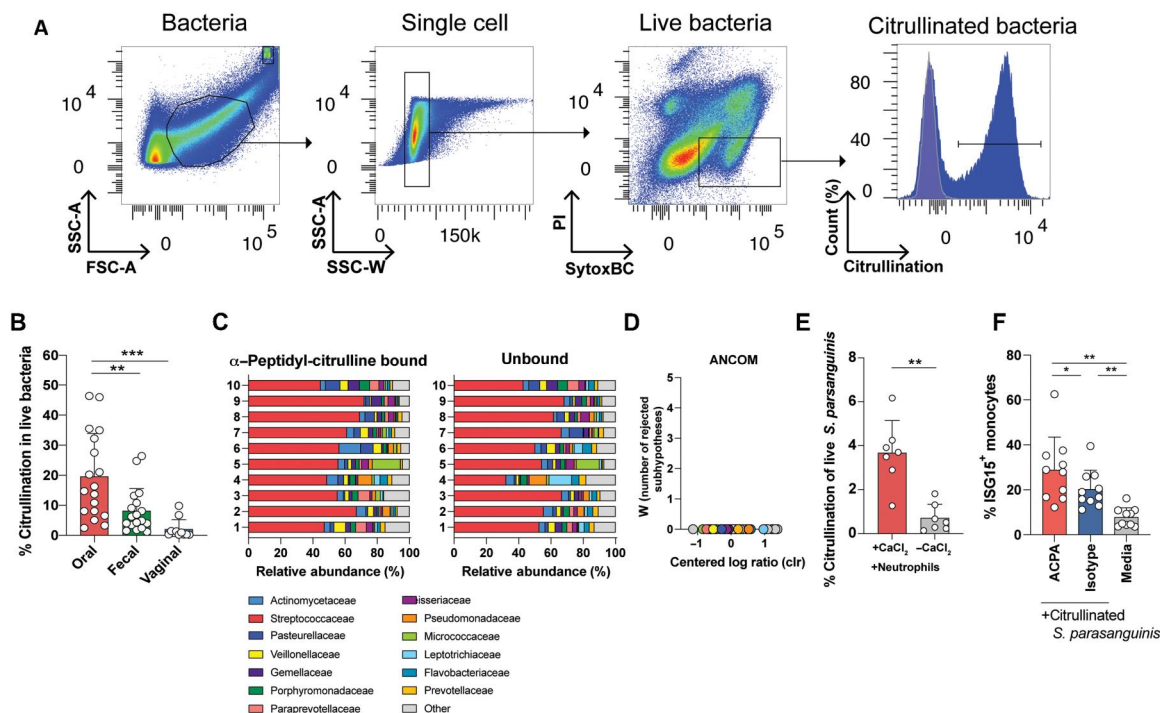 A
Bacteria
Single cell
Live bacteria
Citrullinated bacteria
SSC-A
10 4
0
0
10 5
FSC-A
SSC-A
10 4
0
0
150k
SSC-W
PI
10 4
0
0
10 5
SytoxBC
Count (%)
80
40
0
0
10 4
Citrullination
B
% Citrullination in live bacteria
***
**
60
50
40
30
20
10
0
Oral
Fecal
Vaginal
C
α–Peptidyl-citrulline bound
10
9
8
7
6
5
4
3
2
1
0 20 40 60 80 100
Relative abundance (%)
Unbound
10
9
8
7
6
5
4
3
2
1
0 20 40 60 80 100
Relative abundance (%)
Actinomycetaceae
Streptococcaceae
Pasteurellaceae
Veillonellaceae
Gemellaceae
Porphyromonadaceae
Paraprevotellaceae
eisseriaceae
Pseudomonadaceae
Micrococcaceae
Leptotrichiaceae
Flavobacteriaceae
Prevotellaceae
Other
D
ANCOM
W (number of rejected
subhypotheses)
5
4
3
2
1
0
−1 0 1
Centered log ratio (clr)
E
% Citrullination of live S. parasanguinis
**
8
6
4
2
0
+CaCl2 −CaCl2
+Neutrophils
F
% ISG15+ monocytes
**
* **
80
60
40
20
0
ACPA
Isotype
Media
+Citrullinated
S. parasanguinis